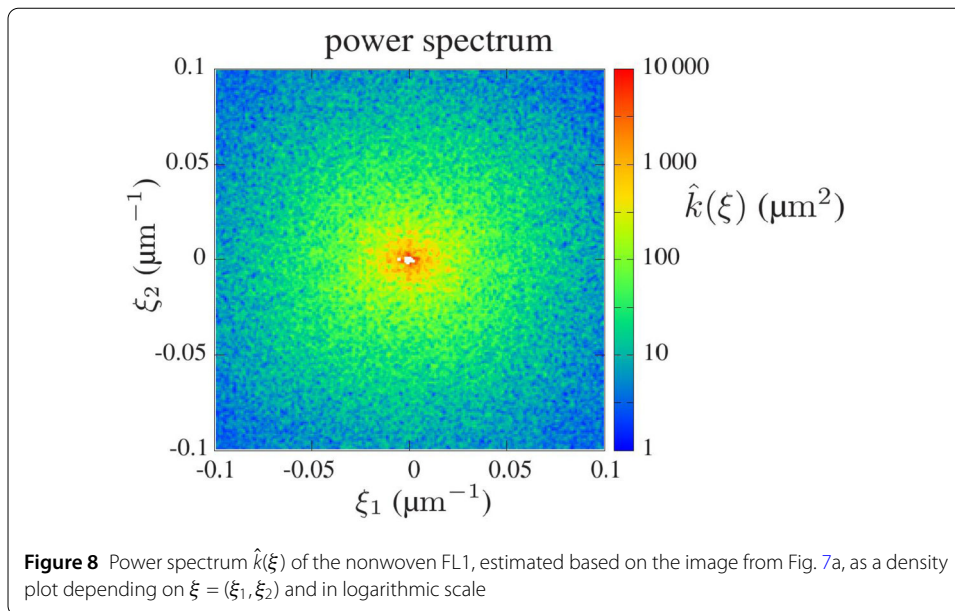 power spectrum
0.1
0.05
0
-0.05
-0.1
ξ₂ (µm⁻¹)
-0.1 -0.05 0 0.05 0.1
ξ₁ (µm⁻¹)
10 000
1 000
100
10
1
k̂(ξ) (µm²)
Figure 8 Power spectrum k̂(ξ) of the nonwoven FL1, estimated based on the image from Fig. 7a, as a density
plot depending on ξ = (ξ₁, ξ₂) and in logarithmic scale